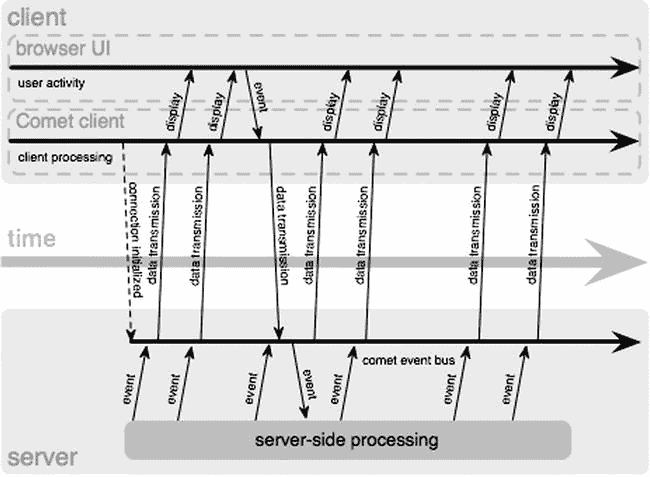 client
browser UI
user activity
display
display
event
display
display
display
display
Comet client
client processing
connection initialized
data transmission
data transmission
data transmission
data transmission
data transmission
data transmission
data transmission
time
comet event bus
event
event
event
event
event
event
event
server-side processing
server